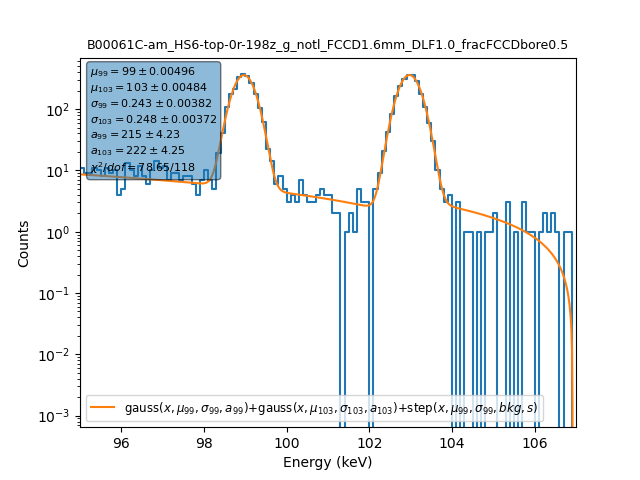 B00061C-am_HS6-top-0r-198z_g_notl_FCCD1.6mm_DLF1.0_fracFCCDbore0.5
μ₉₉ = 99 ± 0.00496
μ₁₀₃ = 103 ± 0.00484
σ₉₉ = 0.243 ± 0.00382
σ₁₀₃ = 0.248 ± 0.00372
a₉₉ = 215 ± 4.23
a₁₀₃ = 222 ± 4.25
χ²/dof = 78.65/118
10²
10¹
10⁰
10⁻¹
10⁻²
10⁻³
Counts
gauss(x, μ₉₉, σ₉₉, a₉₉)+gauss(x, μ₁₀₃, σ₁₀₃, a₁₀₃)+step(x, μ₉₉, σ₉₉, bkg, s)
96 98 100 102 104 106
Energy (keV)